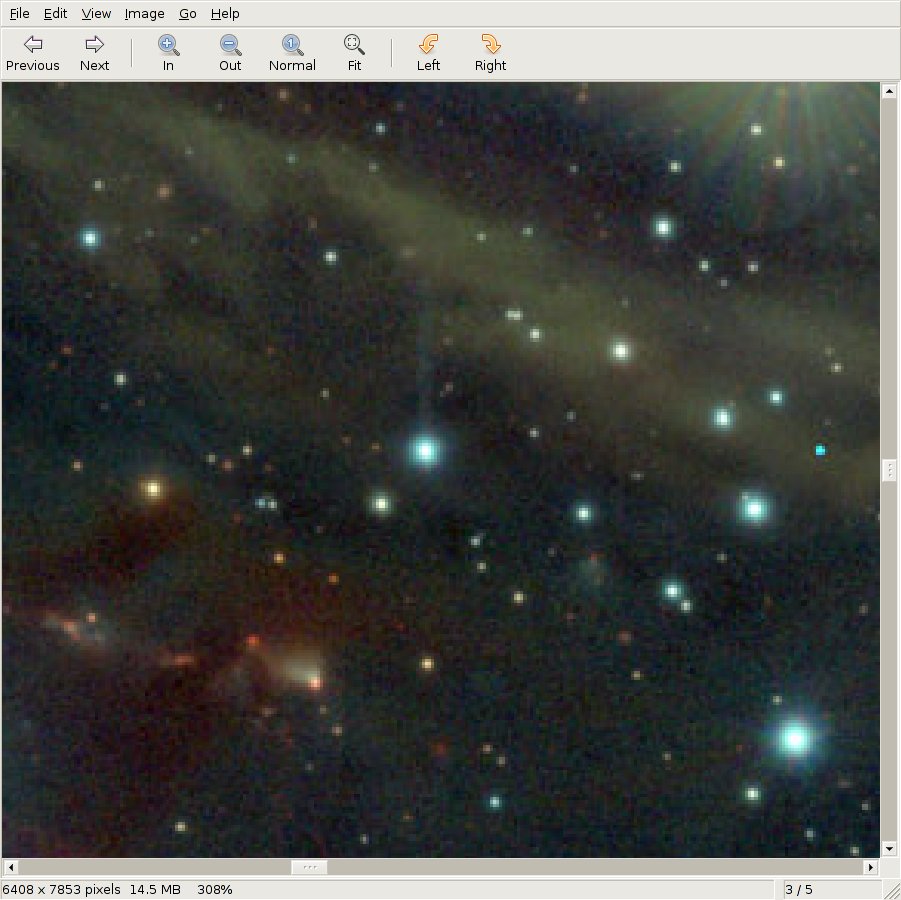 File Edit View Image Go Help
Previous Next In Out Normal Fit Left Right
6408 x 7853 pixels 14.5 MB 308% 3 / 5